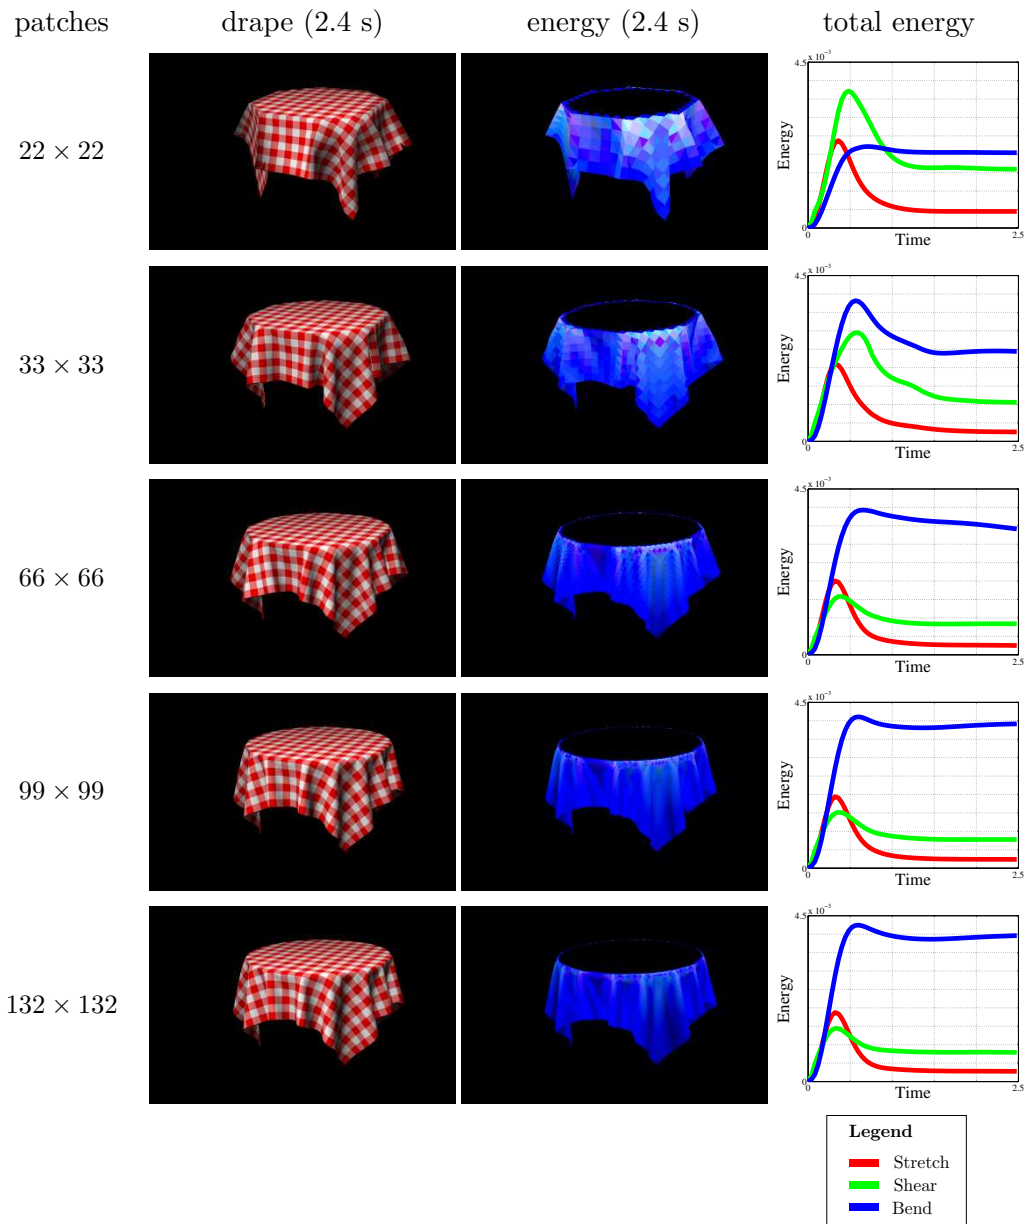 patches drape (2.4 s) energy (2.4 s) total energy
22 × 22
4.5 x 10⁻³
Energy
0
0 Time 2.5
33 × 33
4.5 x 10⁻³
Energy
0
0 Time 2.5
66 × 66
4.5 x 10⁻³
Energy
0
0 Time 2.5
99 × 99
4.5 x 10⁻³
Energy
0
0 Time 2.5
132 × 132
4.5 x 10⁻³
Energy
0
0 Time 2.5
Legend
Stretch
Shear
Bend